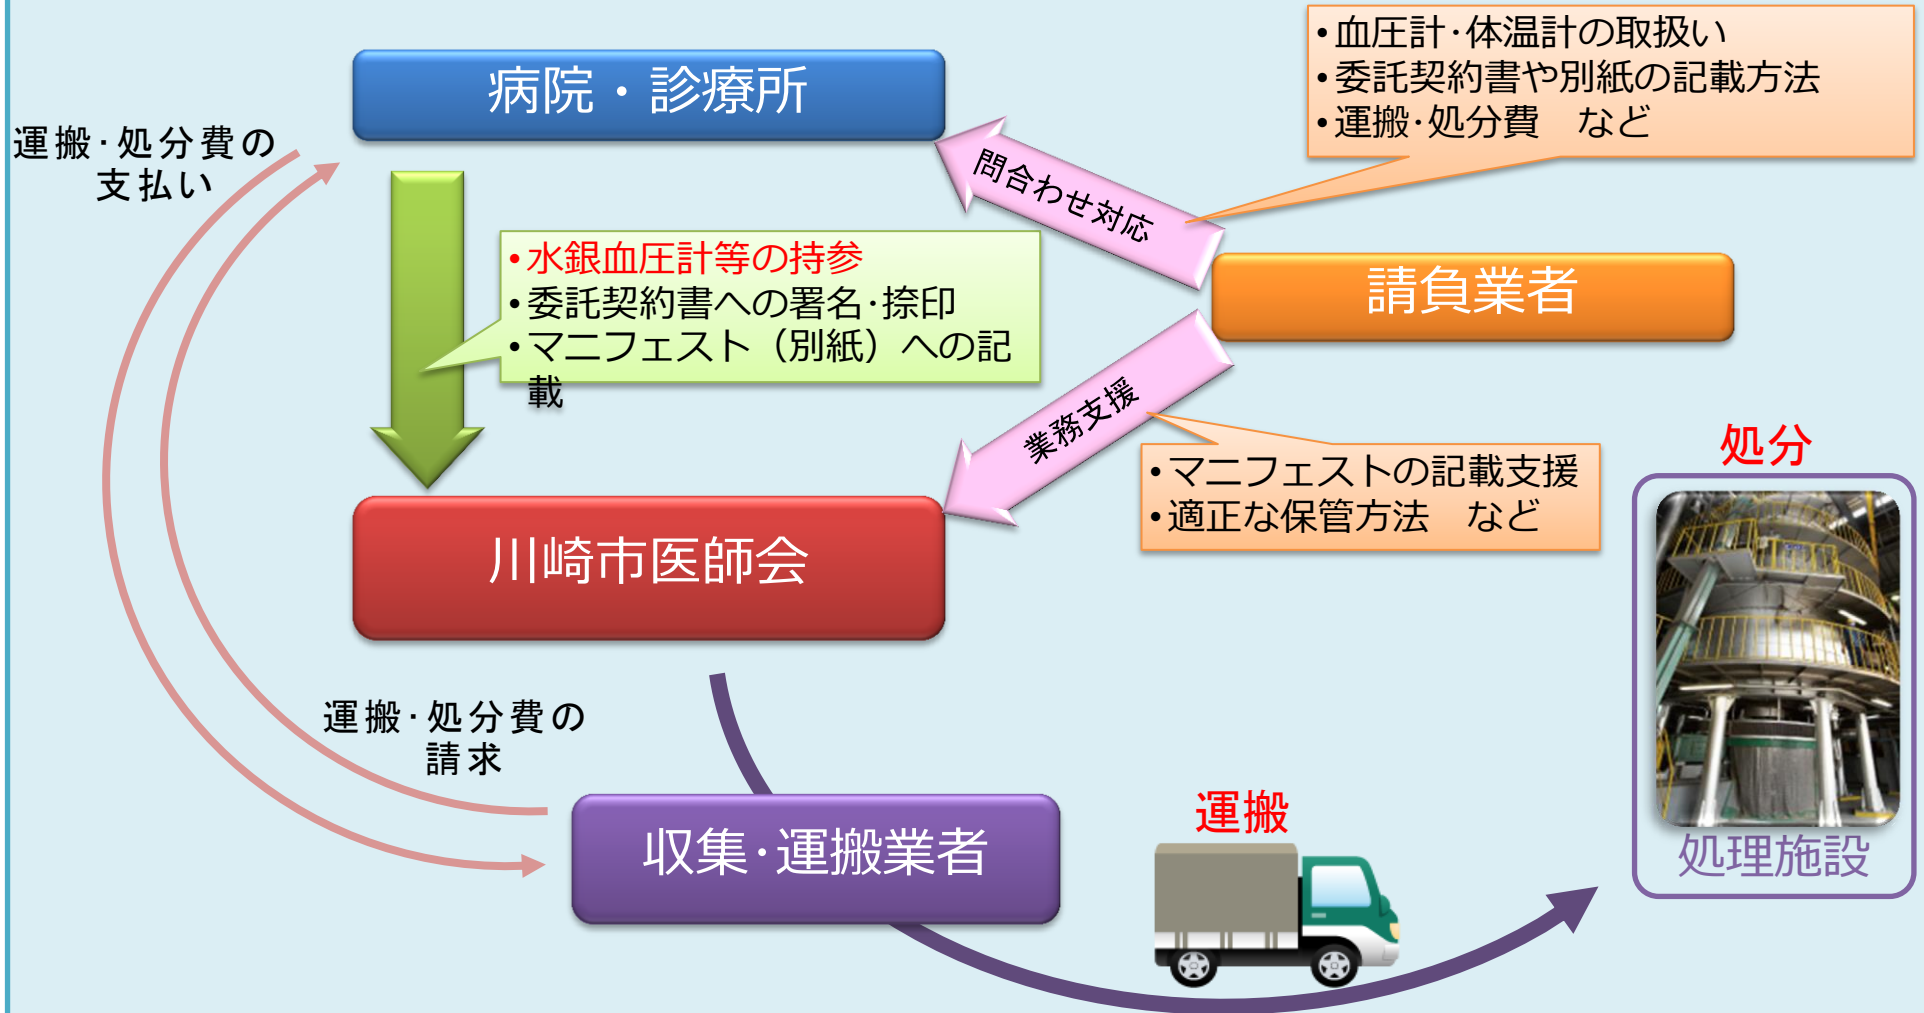 •血圧計･体温計の取扱い
•委託契約書や別紙の記載方法
•運搬･処分費　など
病院・診療所
運搬･処分費の
支払い
問合わせ対応
•水銀血圧計等の持参
•委託契約書への署名･捺印
•マニフェスト（別紙）への記
載
請負業者
業務支援
•マニフェストの記載支援
•適正な保管方法　など
処分
川崎市医師会
運搬･処分費の
請求
収集･運搬業者
運搬
処理施設